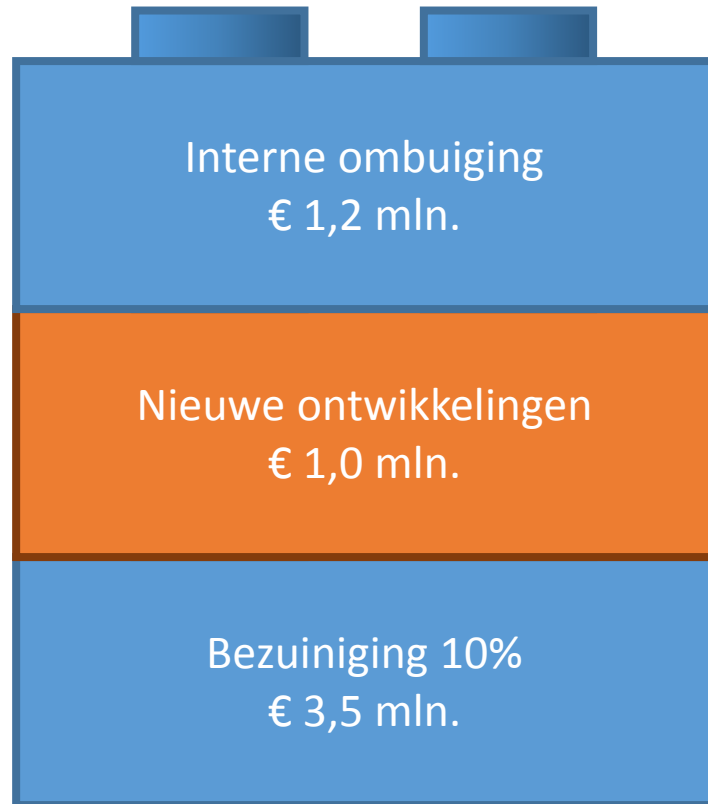 Interne ombuiging
€ 1,2 mln.
Nieuwe ontwikkelingen
€ 1,0 mln.
Bezuiniging 10%
€ 3,5 mln.